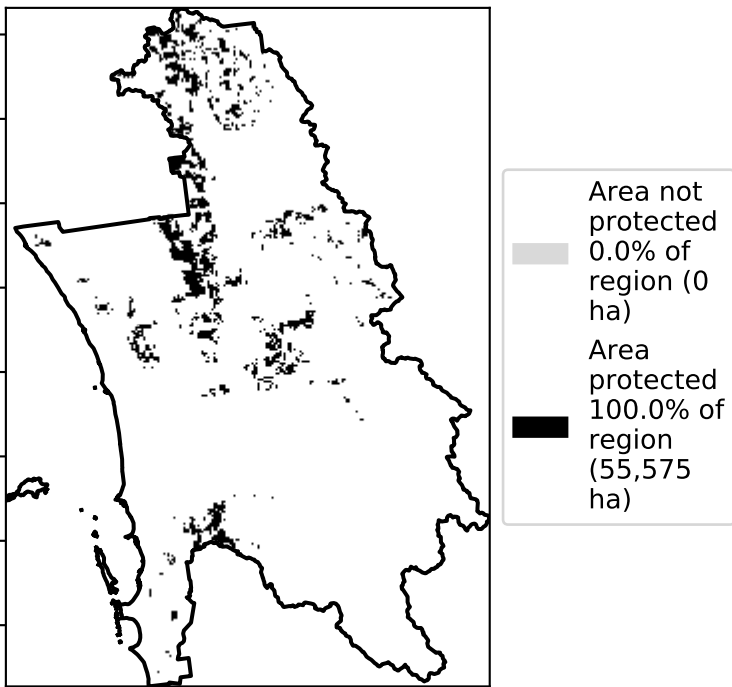 Area not
protected
0.0% of
region (0
ha)
Area
protected
100.0% of
region
(55,575
ha)